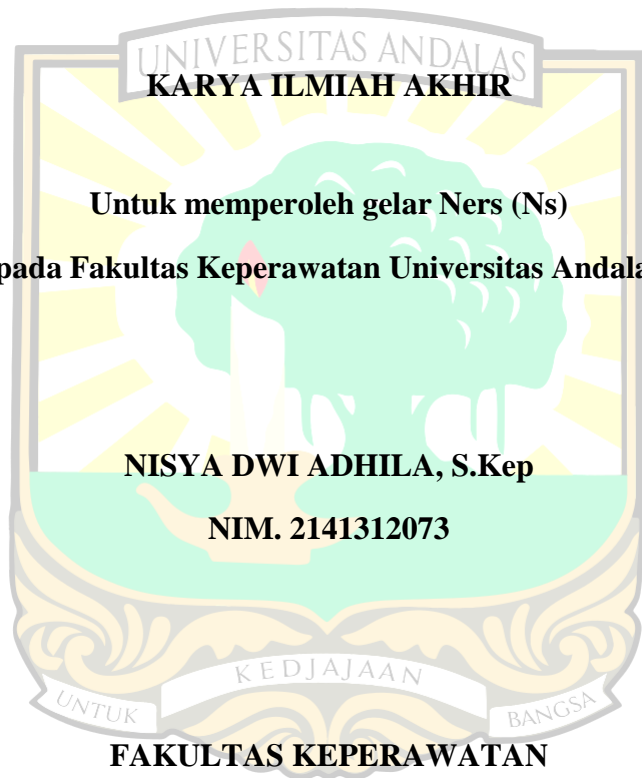 UNIVERSITAS ANDALAS
KARYA ILMIAH AKHIR
Untuk memperoleh gelar Ners (Ns)
pada Fakultas Keperawatan Universitas Andala
NISYA DWI ADHILA, S.Kep
NIM. 2141312073
UNTUK KEDJAJAAN BANGSA
FAKULTAS KEPERAWATAN